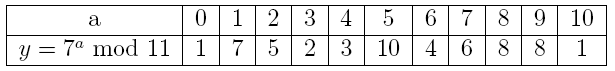 a 0 1 2 3 4 5 6 7 8 9 10
y = 7ᵃ mod 11 1 7 5 2 3 10 4 6 8 8 1